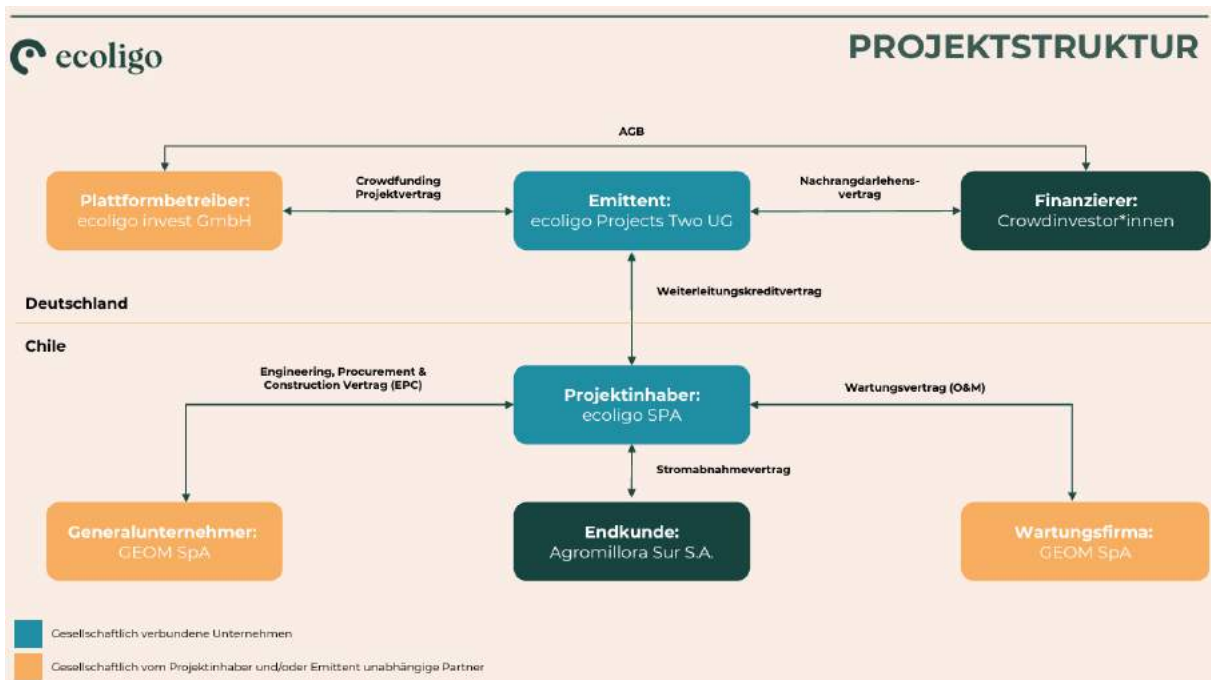 ecoligo
PROJEKTSTRUKTUR
AGB
Plattformbetreiber:
ecoligo invest GmbH
Crowdfunding
Projektvertrag
Emittent:
ecoligo Projects Two UG
Nachrangdarlehens-
vertrag
Finanzierer:
Crowdinvestor*innen
Weiterleitungskreditvertrag
Deutschland
Chile
Engineering, Procurement &
Construction Vertrag (EPC)
Projektinhaber:
ecoligo SPA
Wartungsvertrag (O&M)
Stromabnahmevertrag
Generalunternehmer:
GEOM SpA
Endkunde:
Agromillora Sur S.A.
Wartungsfirma:
GEOM SpA
Gesellschaftlich verbundene Unternehmen
Gesellschaftlich vom Projektinhaber und/oder Emittent unabhängige Partner